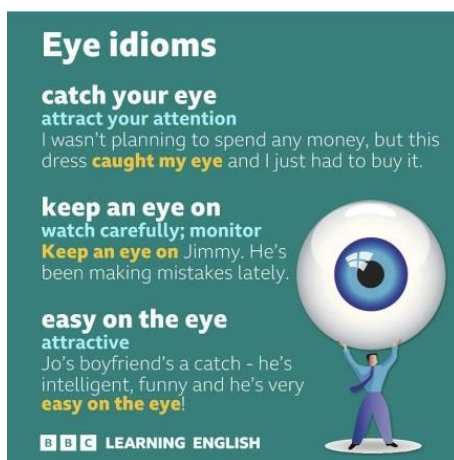 Eye idioms
catch your eye
attract your attention
I wasn't planning to spend any money, but this
dress caught my eye and I just had to buy it.
keep an eye on
watch carefully; monitor
Keep an eye on Jimmy. He's
been making mistakes lately.
easy on the eye
attractive
Jo's boyfriend's a catch - he's
intelligent, funny and he's very
easy on the eye!
BBC LEARNING ENGLISH